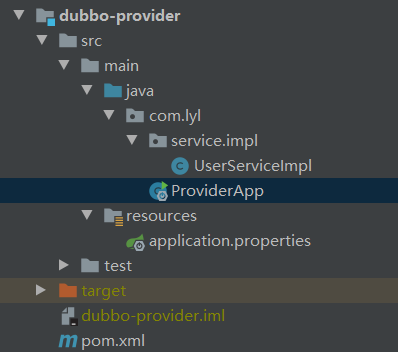 dubbo-provider
src
main
java
com.lyl
service.impl
UserServiceImpl
ProviderApp
resources
application.properties
test
target
dubbo-provider.iml
pom.xml